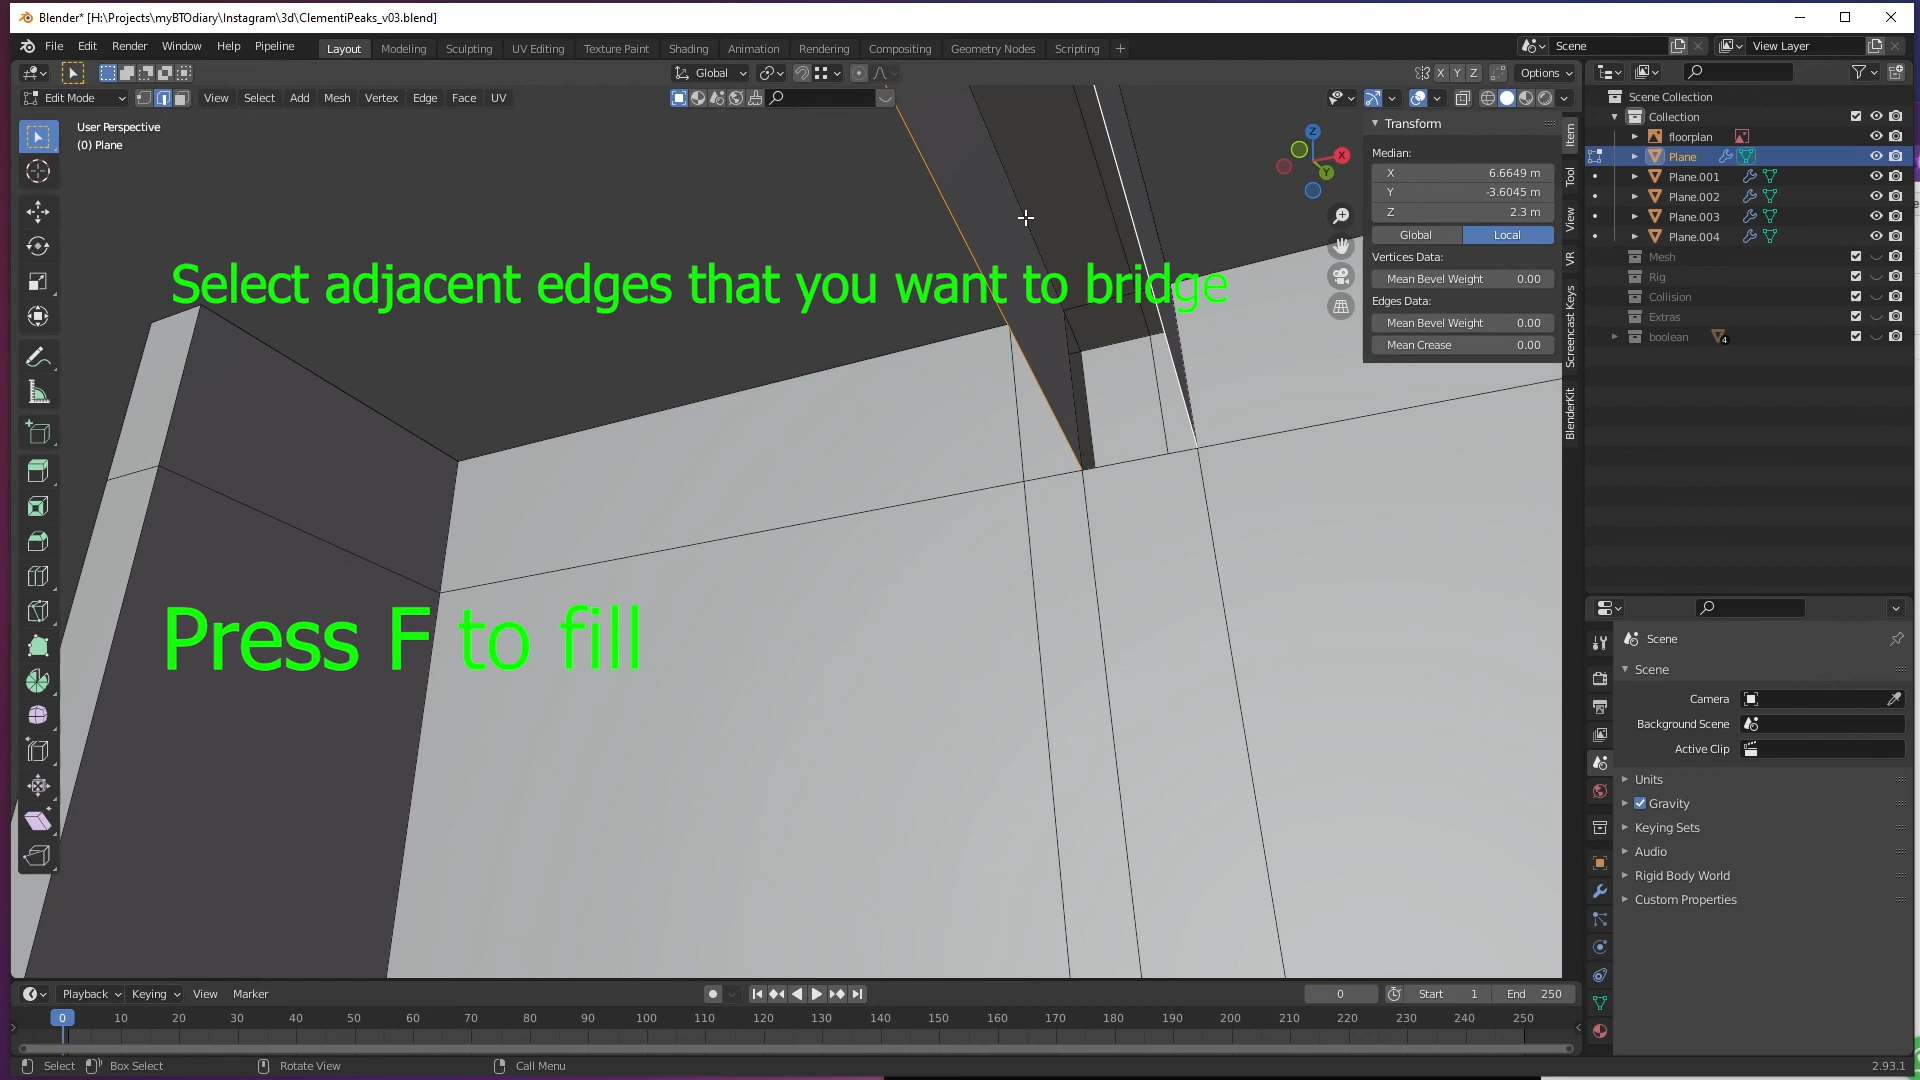 Blender* [H:\Projects\myBTOdiary\Instagram\3d\ClementiPeaks_v03.blend]
File Edit Render Window Help Pipeline
Layout Modeling Sculpting UV Editing Texture Paint Shading Animation Rendering Compositing Geometry Nodes Scripting +
Scene
View Layer
Global
X Y Z
Options
Edit Mode
View Select Add Mesh Vertex Edge Face UV
User Perspective
(0) Plane
Z
X
Y
Transform
Median:
X 6.6649 m
Y -3.6045 m
Z 2.3 m
Global Local
Vertices Data:
Mean Bevel Weight 0.00
Edges Data:
Mean Bevel Weight 0.00
Mean Crease 0.00
Item
Tool
View
VR
Screencast Keys
BlenderKit
Scene Collection
Collection
floorplan
Plane
Plane.001
Plane.002
Plane.003
Plane.004
Mesh
Rig
Collision
Extras
boolean 4
Select adjacent edges that you want to bridge
Press F to fill
Scene
Scene
Camera
Background Scene
Active Clip
Units
Gravity
Keying Sets
Audio
Rigid Body World
Custom Properties
Playback Keying View Marker
0
Start 1
End 250
0 10 20 30 40 50 60 70 80 90 100 110 120 130 140 150 160 170 180 190 200 210 220 230 240 250
Select Box Select Rotate View Call Menu
2.93.1